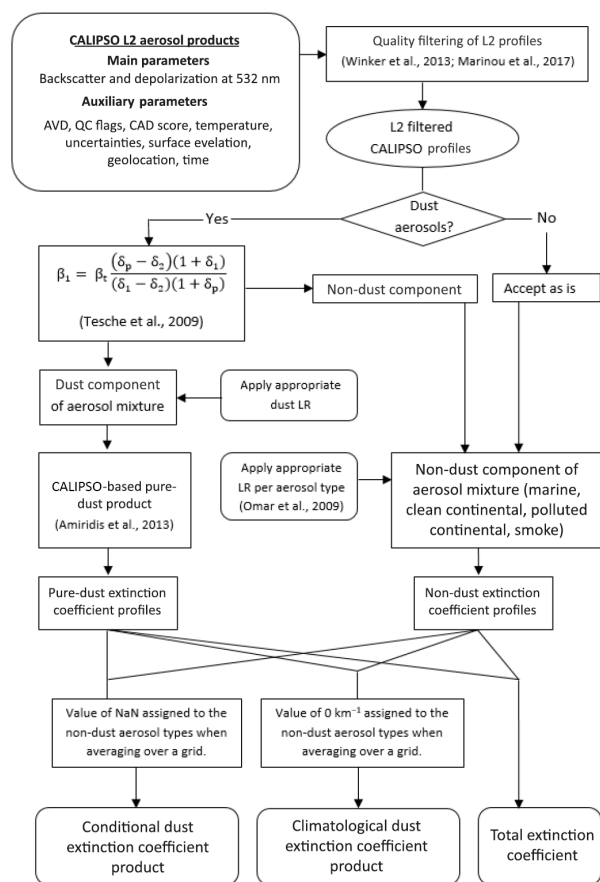 CALIPSO L2 aerosol products
Main parameters
Backscatter and depolarization at 532 nm
Auxiliary parameters
AVD, QC flags, CAD score, temperature,
uncertainties, surface evelation,
geolocation, time
Quality filtering of L2 profiles
(Winker et al., 2013; Marinou et al., 2017)
L2 filtered
CALIPSO profiles
Dust
aerosols?
Yes
No
β₁ = βₜ (δₚ − δ₂)(1 + δ₁) / (δ₁ − δ₂)(1 + δₚ)
(Tesche et al., 2009)
Non-dust component
Accept as is
Dust component
of aerosol mixture
Apply appropriate
dust LR
CALIPSO-based pure-
dust product
(Amiridis et al., 2013)
Apply appropriate
LR per aerosol type
(Omar et al., 2009)
Non-dust component of
aerosol mixture (marine,
clean continental, polluted
continental, smoke)
Pure-dust extinction
coefficient profiles
Non-dust extinction
coefficient profiles
Value of NaN assigned to the
non-dust aerosol types when
averaging over a grid.
Value of 0 km⁻¹ assigned to the
non-dust aerosol types when
averaging over a grid.
Conditional dust
extinction coefficient
product
Climatological dust
extinction coefficient
product
Total extinction
coefficient